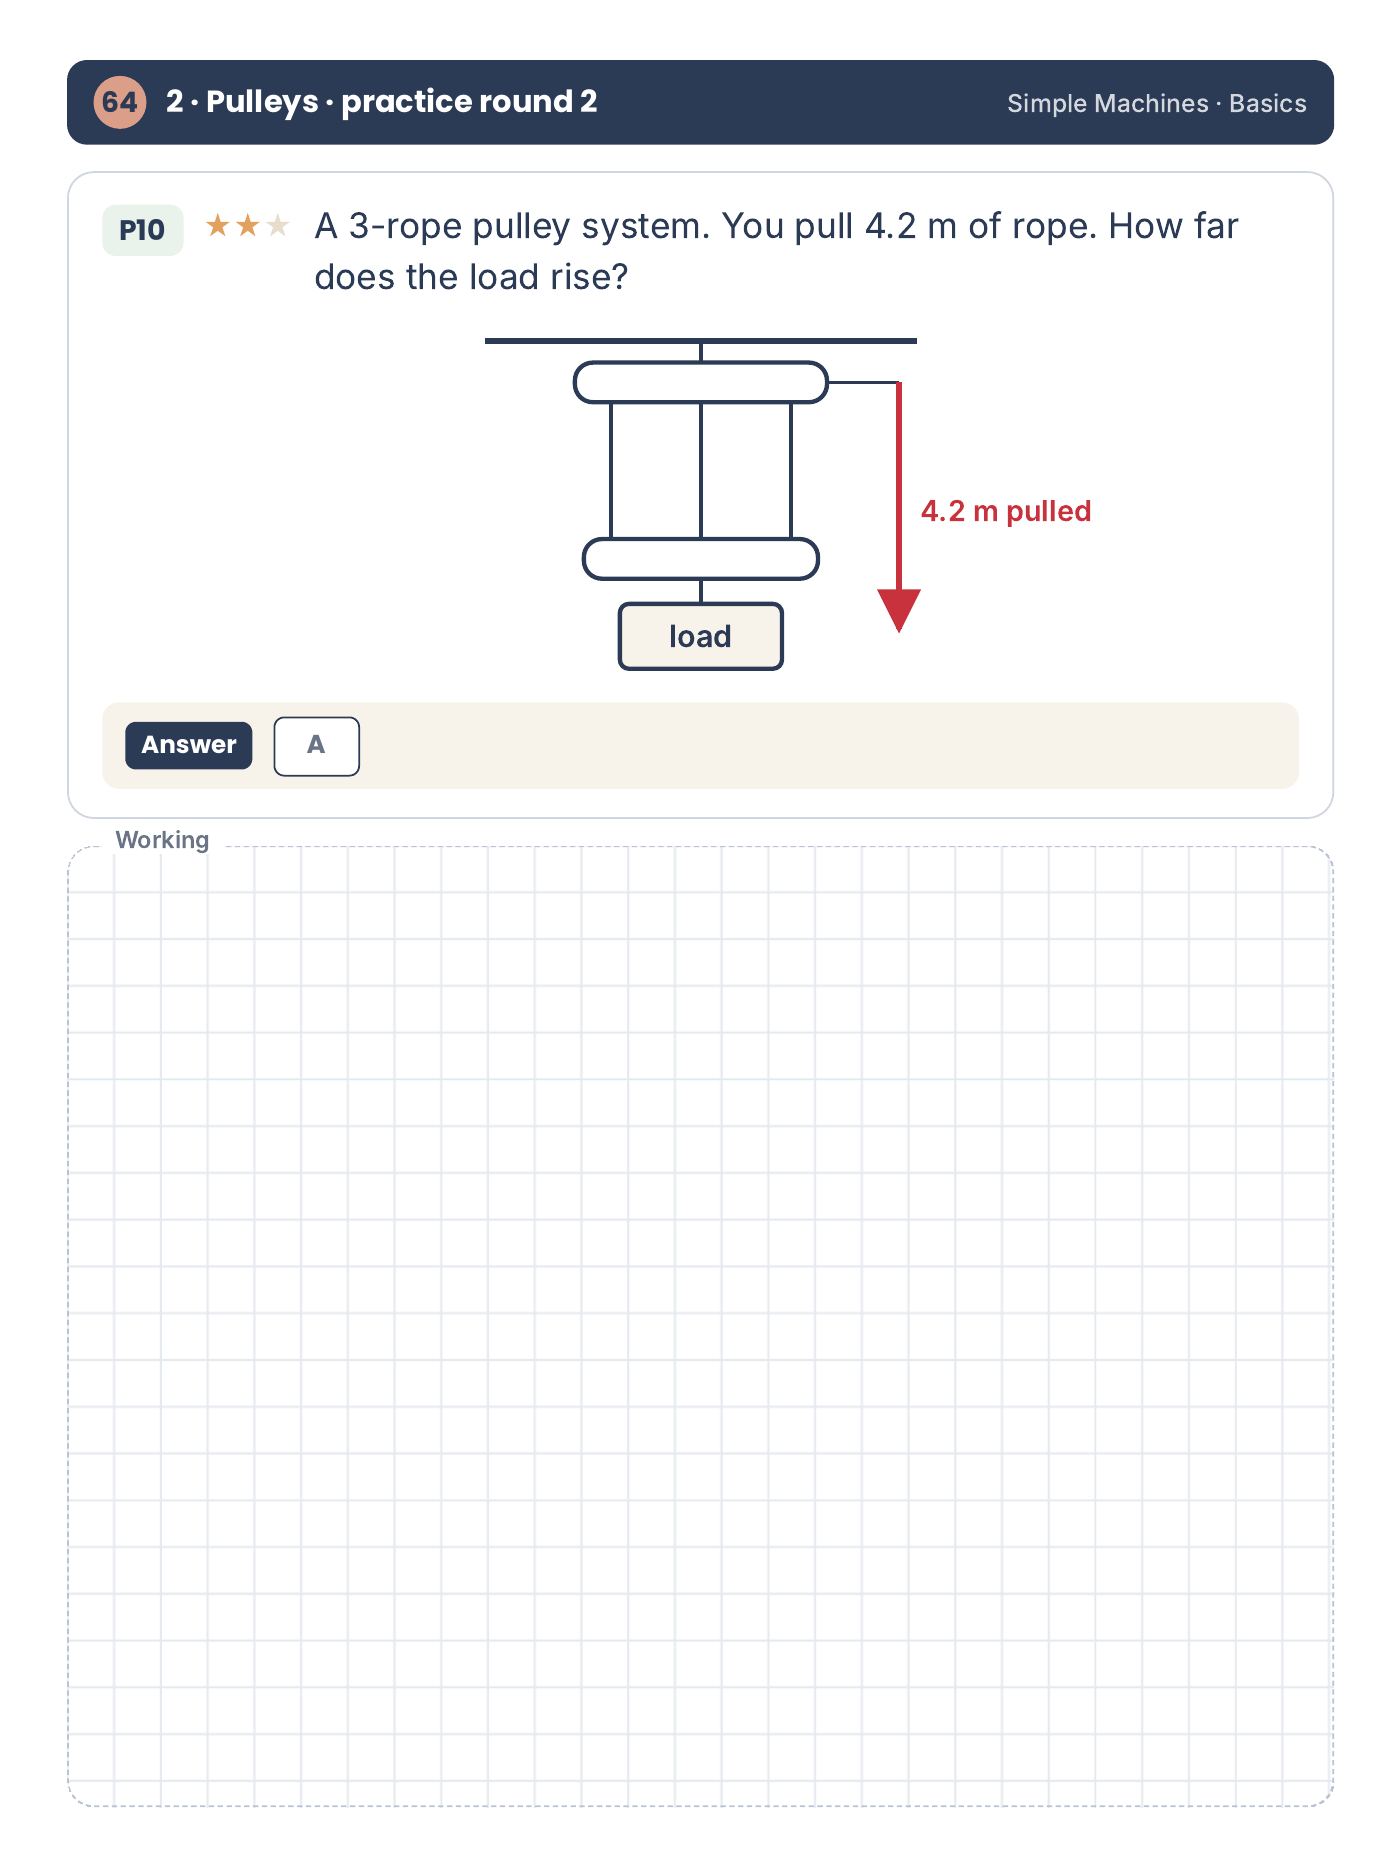 64 2 · Pulleys · practice round 2 Simple Machines · Basics
P10 ★★★ A 3-rope pulley system. You pull 4.2 m of rope. How far
does the load rise?
4.2 m pulled
load
Answer A
Working